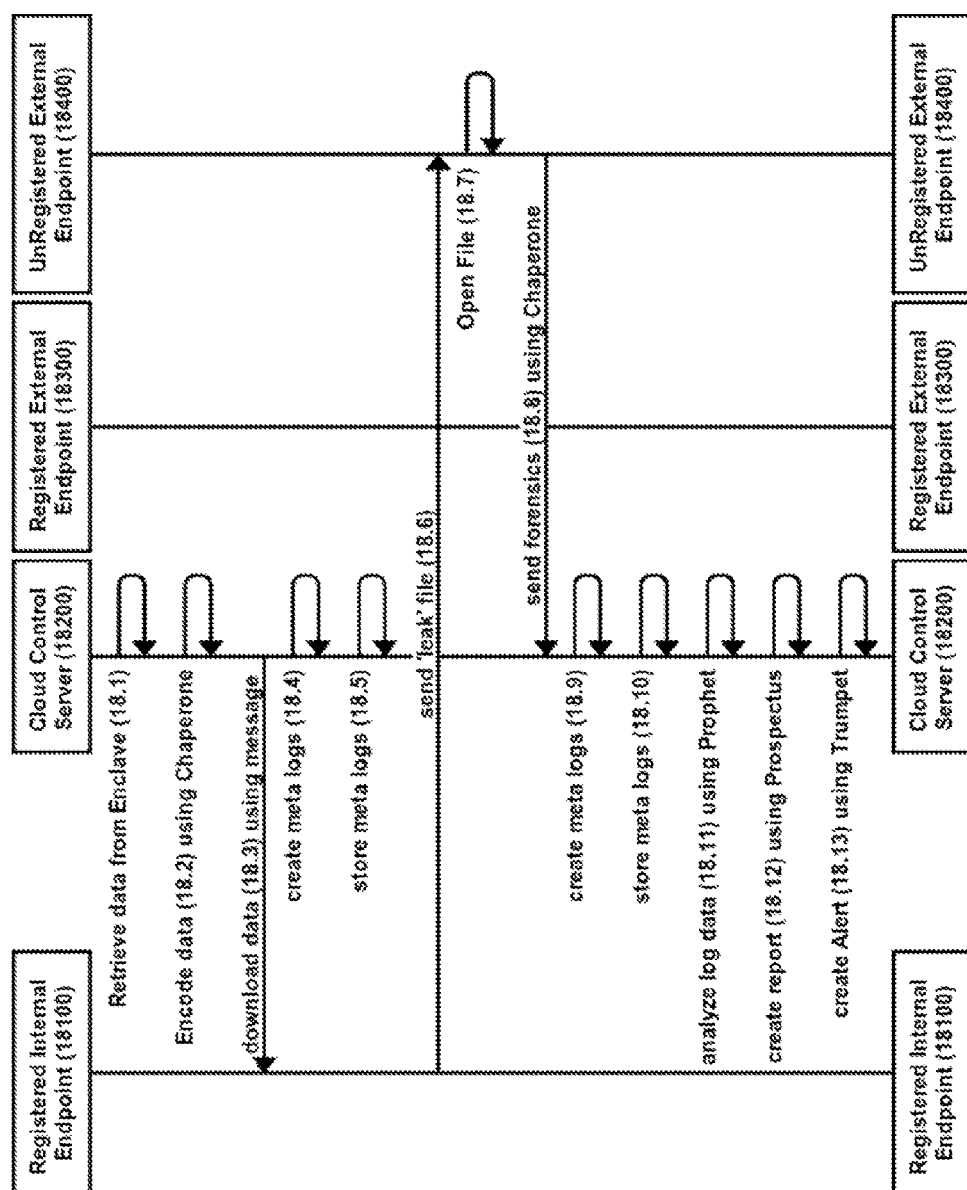 Registered Internal
Endpoint (18100)
Cloud Control
Server (18200)
Registered External
Endpoint (18300)
UnRegistered External
Endpoint (18400)
Retrieve data from Enclave (18.1)
Encode data (18.2) using Chaperone
download data (18.3) using message
create meta logs (18.4)
store meta logs (18.5)
send 'leak' file (18.6)
Open File (18.7)
send forensics (18.8) using Chaperone
create meta logs (18.9)
store meta logs (18.10)
analyze log data (18.11) using Prophet
create report (18.12) using Prospectus
create Alert (18.13) using Trumpet
Registered Internal
Endpoint (18100)
Cloud Control
Server (18200)
Registered External
Endpoint (18300)
UnRegistered External
Endpoint (18400)